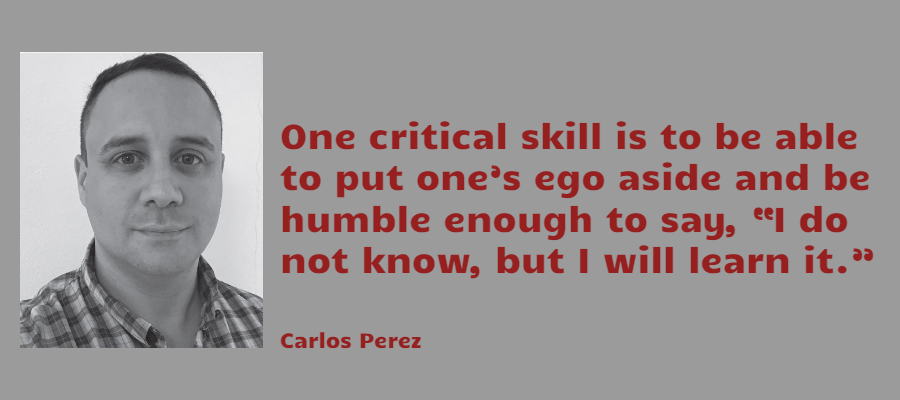 One critical skill is to be able
to put one’s ego aside and be
humble enough to say, “I do
not know, but I will learn it.”
Carlos Perez